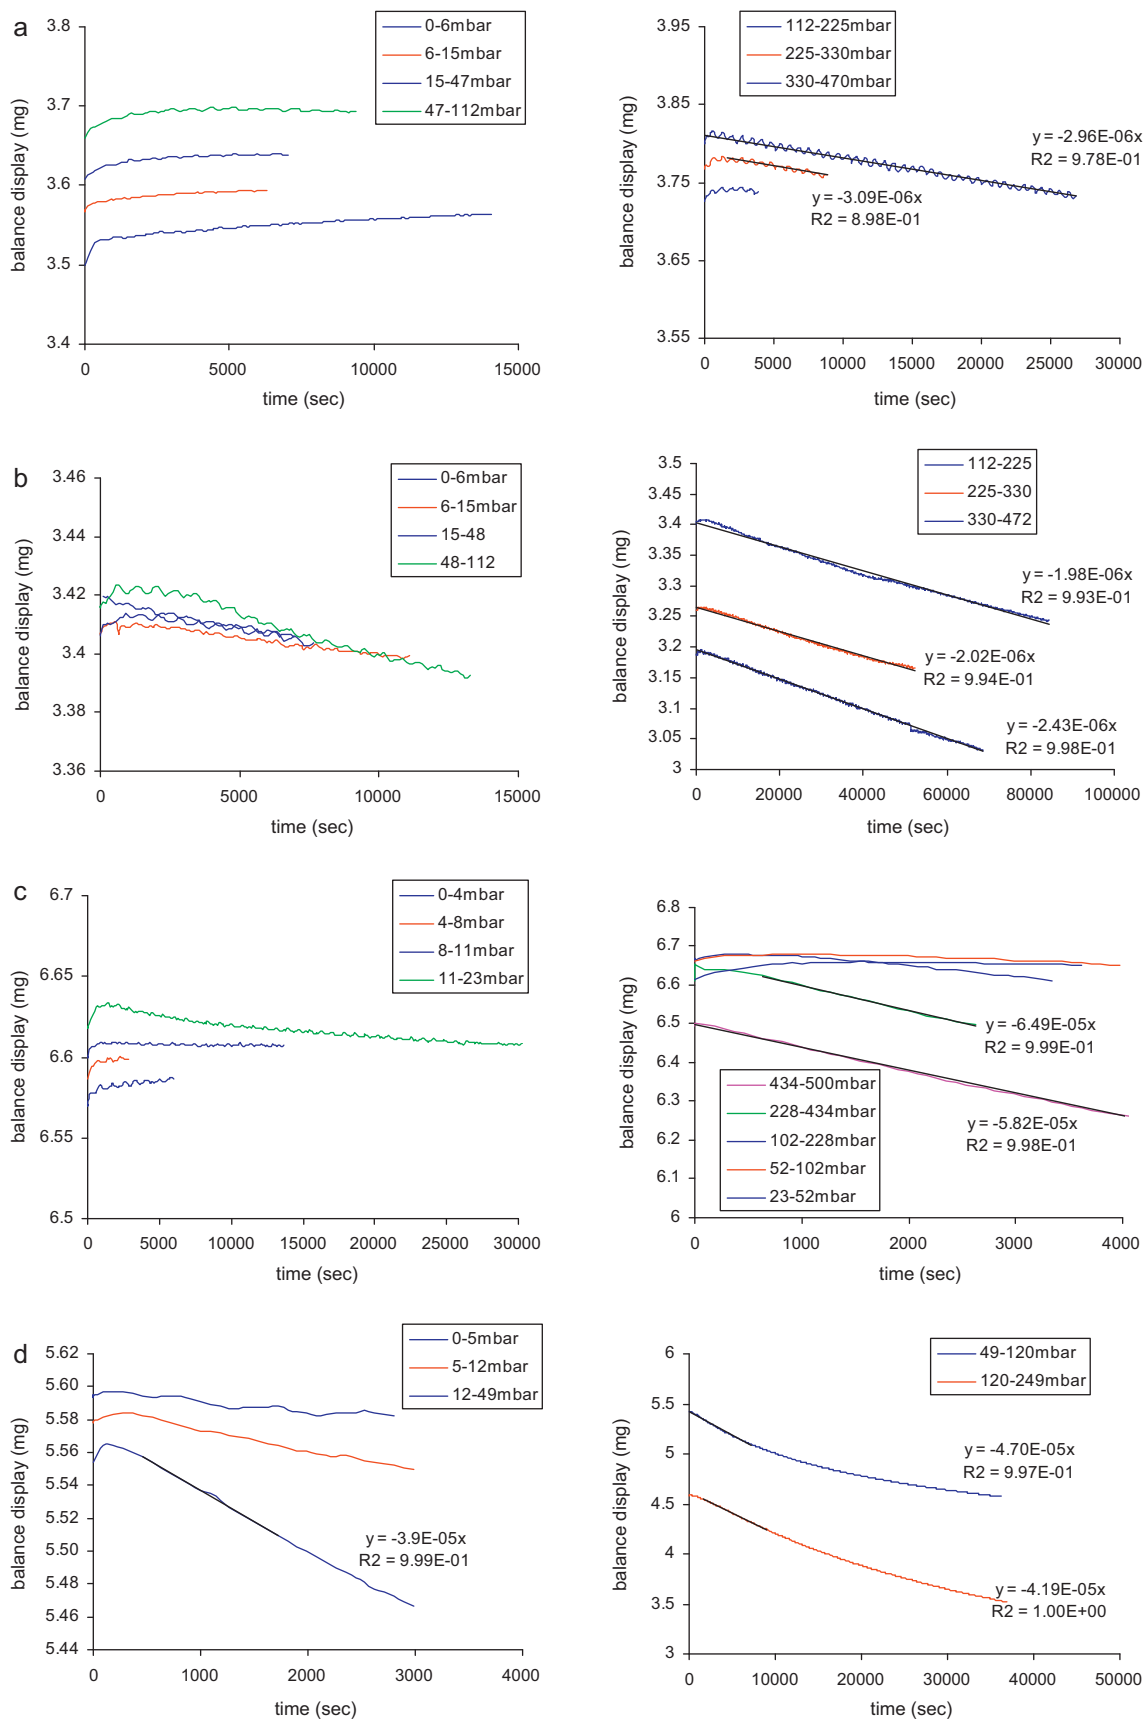 a
3.8
3.7
3.6
3.5
3.4
balance display (mg)
0-6mbar
6-15mbar
15-47mbar
47-112mbar
0
5000
10000
15000
time (sec)
3.95
3.85
3.75
3.65
3.55
balance display (mg)
112-225mbar
225-330mbar
330-470mbar
y = -2.96E-06x
R2 = 9.78E-01
y = -3.09E-06x
R2 = 8.98E-01
0
5000
10000
15000
20000
25000
30000
time (sec)
b
3.46
3.44
3.42
3.4
3.38
3.36
balance display (mg)
0-6mbar
6-15mbar
15-48
48-112
0
5000
10000
15000
time (sec)
3.5
3.45
3.4
3.35
3.3
3.25
3.2
3.15
3.1
3.05
3
balance display (mg)
112-225
225-330
330-472
y = -1.98E-06x
R2 = 9.93E-01
y = -2.02E-06x
R2 = 9.94E-01
y= -2.43E-06x
R2 = 9.98E-01
0
20000
40000
60000
80000
100000
time (sec)
c
6.7
6.65
6.6
6.55
6.5
balance display (mg)
0-4mbar
4-8mbar
8-11mbar
11-23mbar
0
5000
10000
15000
20000
25000
30000
time (sec)
6.8
6.7
6.6
6.5
6.4
6.3
6.2
6.1
6
balance display (mg)
y = -6.49E-05x
R2 = 9.99E-01
434-500mbar
228-434mbar
102-228mbar
52-102mbar
23-52mbar
y = -5.82E-05x
R2 = 9.98E-01
0
1000
2000
3000
4000
time (sec)
d
5.62
5.60
5.58
5.56
5.54
5.52
5.50
5.48
5.46
5.44
balance display (mg)
0-5mbar
5-12mbar
12-49mbar
y = -3.9E-05x
R2 = 9.99E-01
0
1000
2000
3000
4000
time (sec)
6
5.5
5
4.5
4
3.5
3
balance display (mg)
49-120mbar
120-249mbar
y= -4.70E-05x
R2 = 9.97E-01
y= -4.19E-05x
R2 = 1.00E+00
0
10000
20000
30000
40000
50000
time (sec)